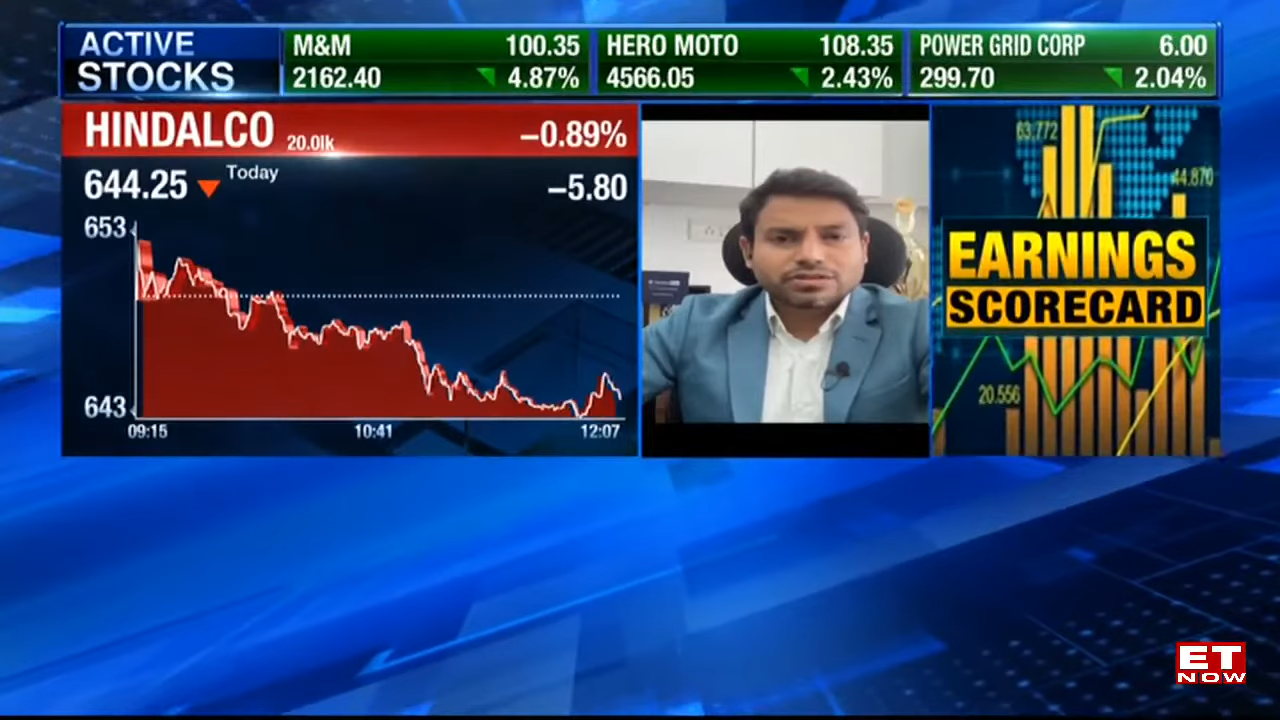 ACTIVE
STOCKS
M&M 100.35
2162.40 4.87%
HERO MOTO 108.35
4566.05 2.43%
POWER GRID CORP 6.00
299.70 2.04%
HINDALCO 20.0lk −0.89%
644.25 Today −5.80
653
643
09:15 10:41 12:07
63.772
44.870
EARNINGS
SCORECARD
20.556
ET
NOW